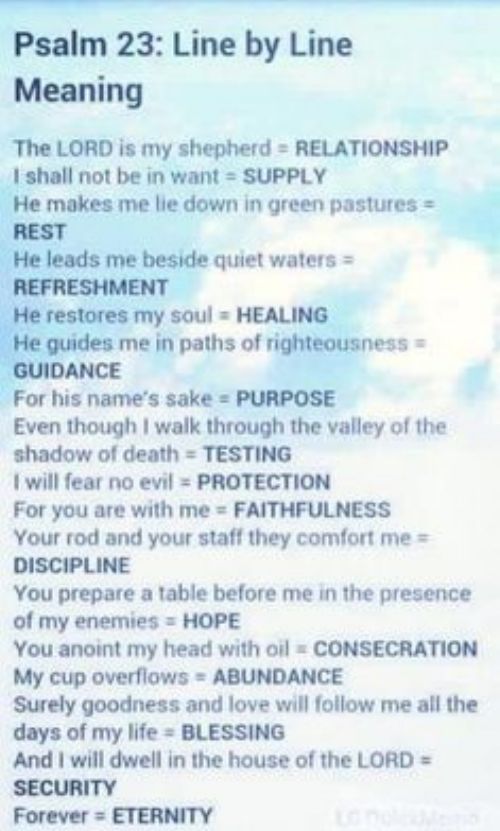 Psalm 23: Line by Line
Meaning
The LORD is my shepherd = RELATIONSHIP
I shall not be in want = SUPPLY
He makes me lie down in green pastures =
REST
He leads me beside quiet waters =
REFRESHMENT
He restores my soul = HEALING
He guides me in paths of righteousness =
GUIDANCE
For his name's sake = PURPOSE
Even though I walk through the valley of the
shadow of death = TESTING
I will fear no evil = PROTECTION
For you are with me = FAITHFULNESS
Your rod and your staff they comfort me =
DISCIPLINE
You prepare a table before me in the presence
of my enemies = HOPE
You anoint my head with oil = CONSECRATION
My cup overflows = ABUNDANCE
Surely goodness and love will follow me all the
days of my life = BLESSING
And I will dwell in the house of the LORD =
SECURITY
Forever = ETERNITY
LG QuickMemo